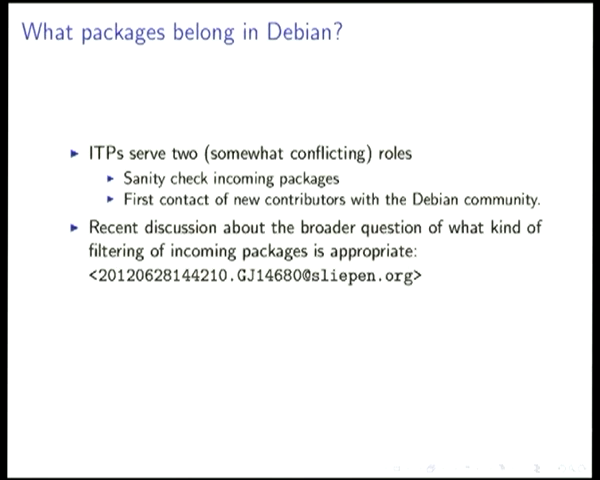 What packages belong in Debian?
ITPs serve two (somewhat conflicting) roles
Sanity check incoming packages
First contact of new contributors with the Debian community.
Recent discussion about the broader question of what kind of
filtering of incoming packages is appropriate:
<20120628144210.GJ14680@sliepen.org>